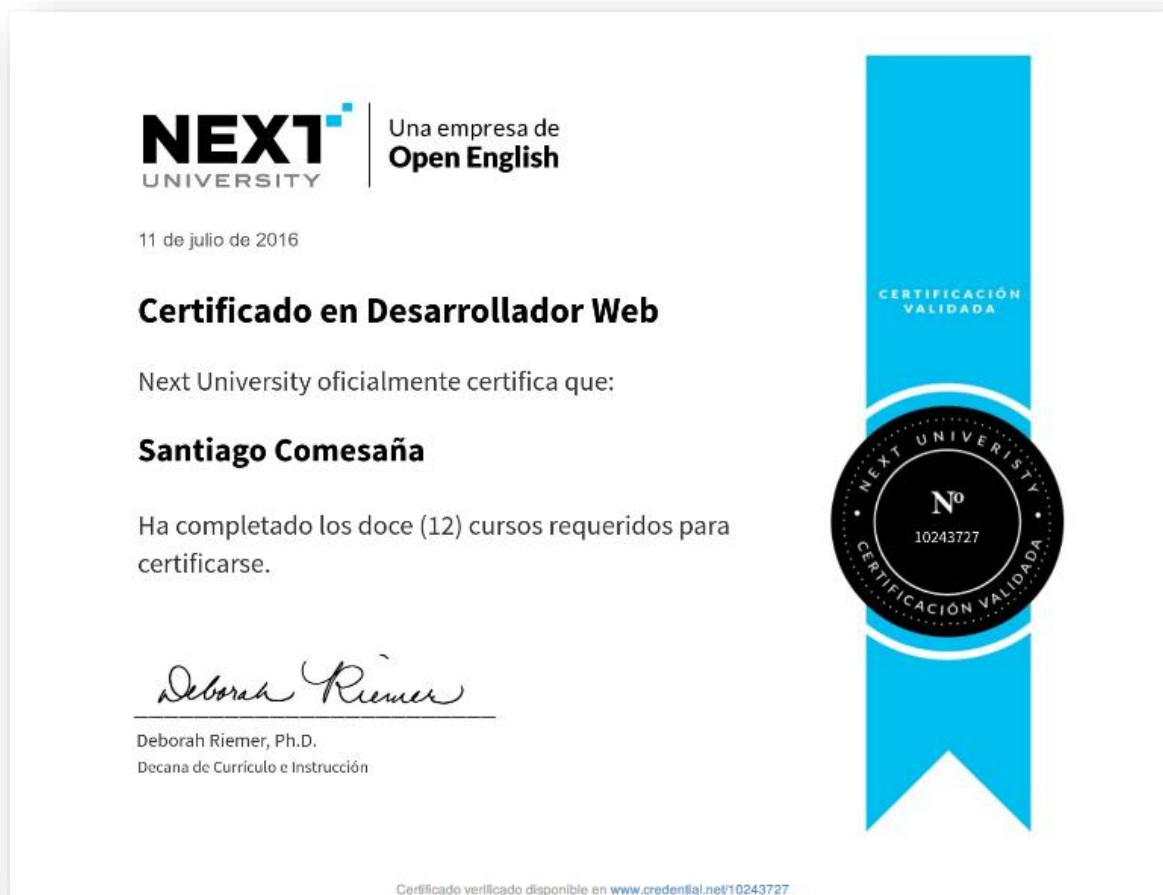 NEXT
UNIVERSITY
Una empresa de
Open English
11 de julio de 2016
Certificado en Desarrollador Web
Next University oficialmente certifica que:
Santiago Comesaña
Ha completado los doce (12) cursos requeridos para
certificarse.
Deborah Riemer
Deborah Riemer, Ph.D.
Decana de Currículo e Instrucción
CERTIFICACIÓN
VALIDADA
NEXT UNIVERISTY
Nº
10243727
CERTIFICACIÓN VALIDADA
Certificado verificado disponible en www.credential.net/10243727